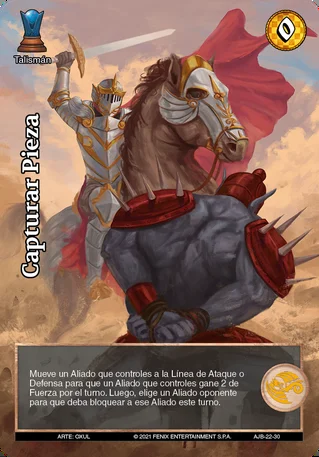 Talismán
0
Capturar Pieza
Mueve un Aliado que controles a la Línea de Ataque o
Defensa para que un Aliado que controles gane 2 de
Fuerza por el turno. Luego, elige un Aliado oponente
para que deba bloquear a ese Aliado este turno.
ARTE: OXUL
© 2021 FENIX ENTERTAINMENT S.P.A.
AJB-22-30